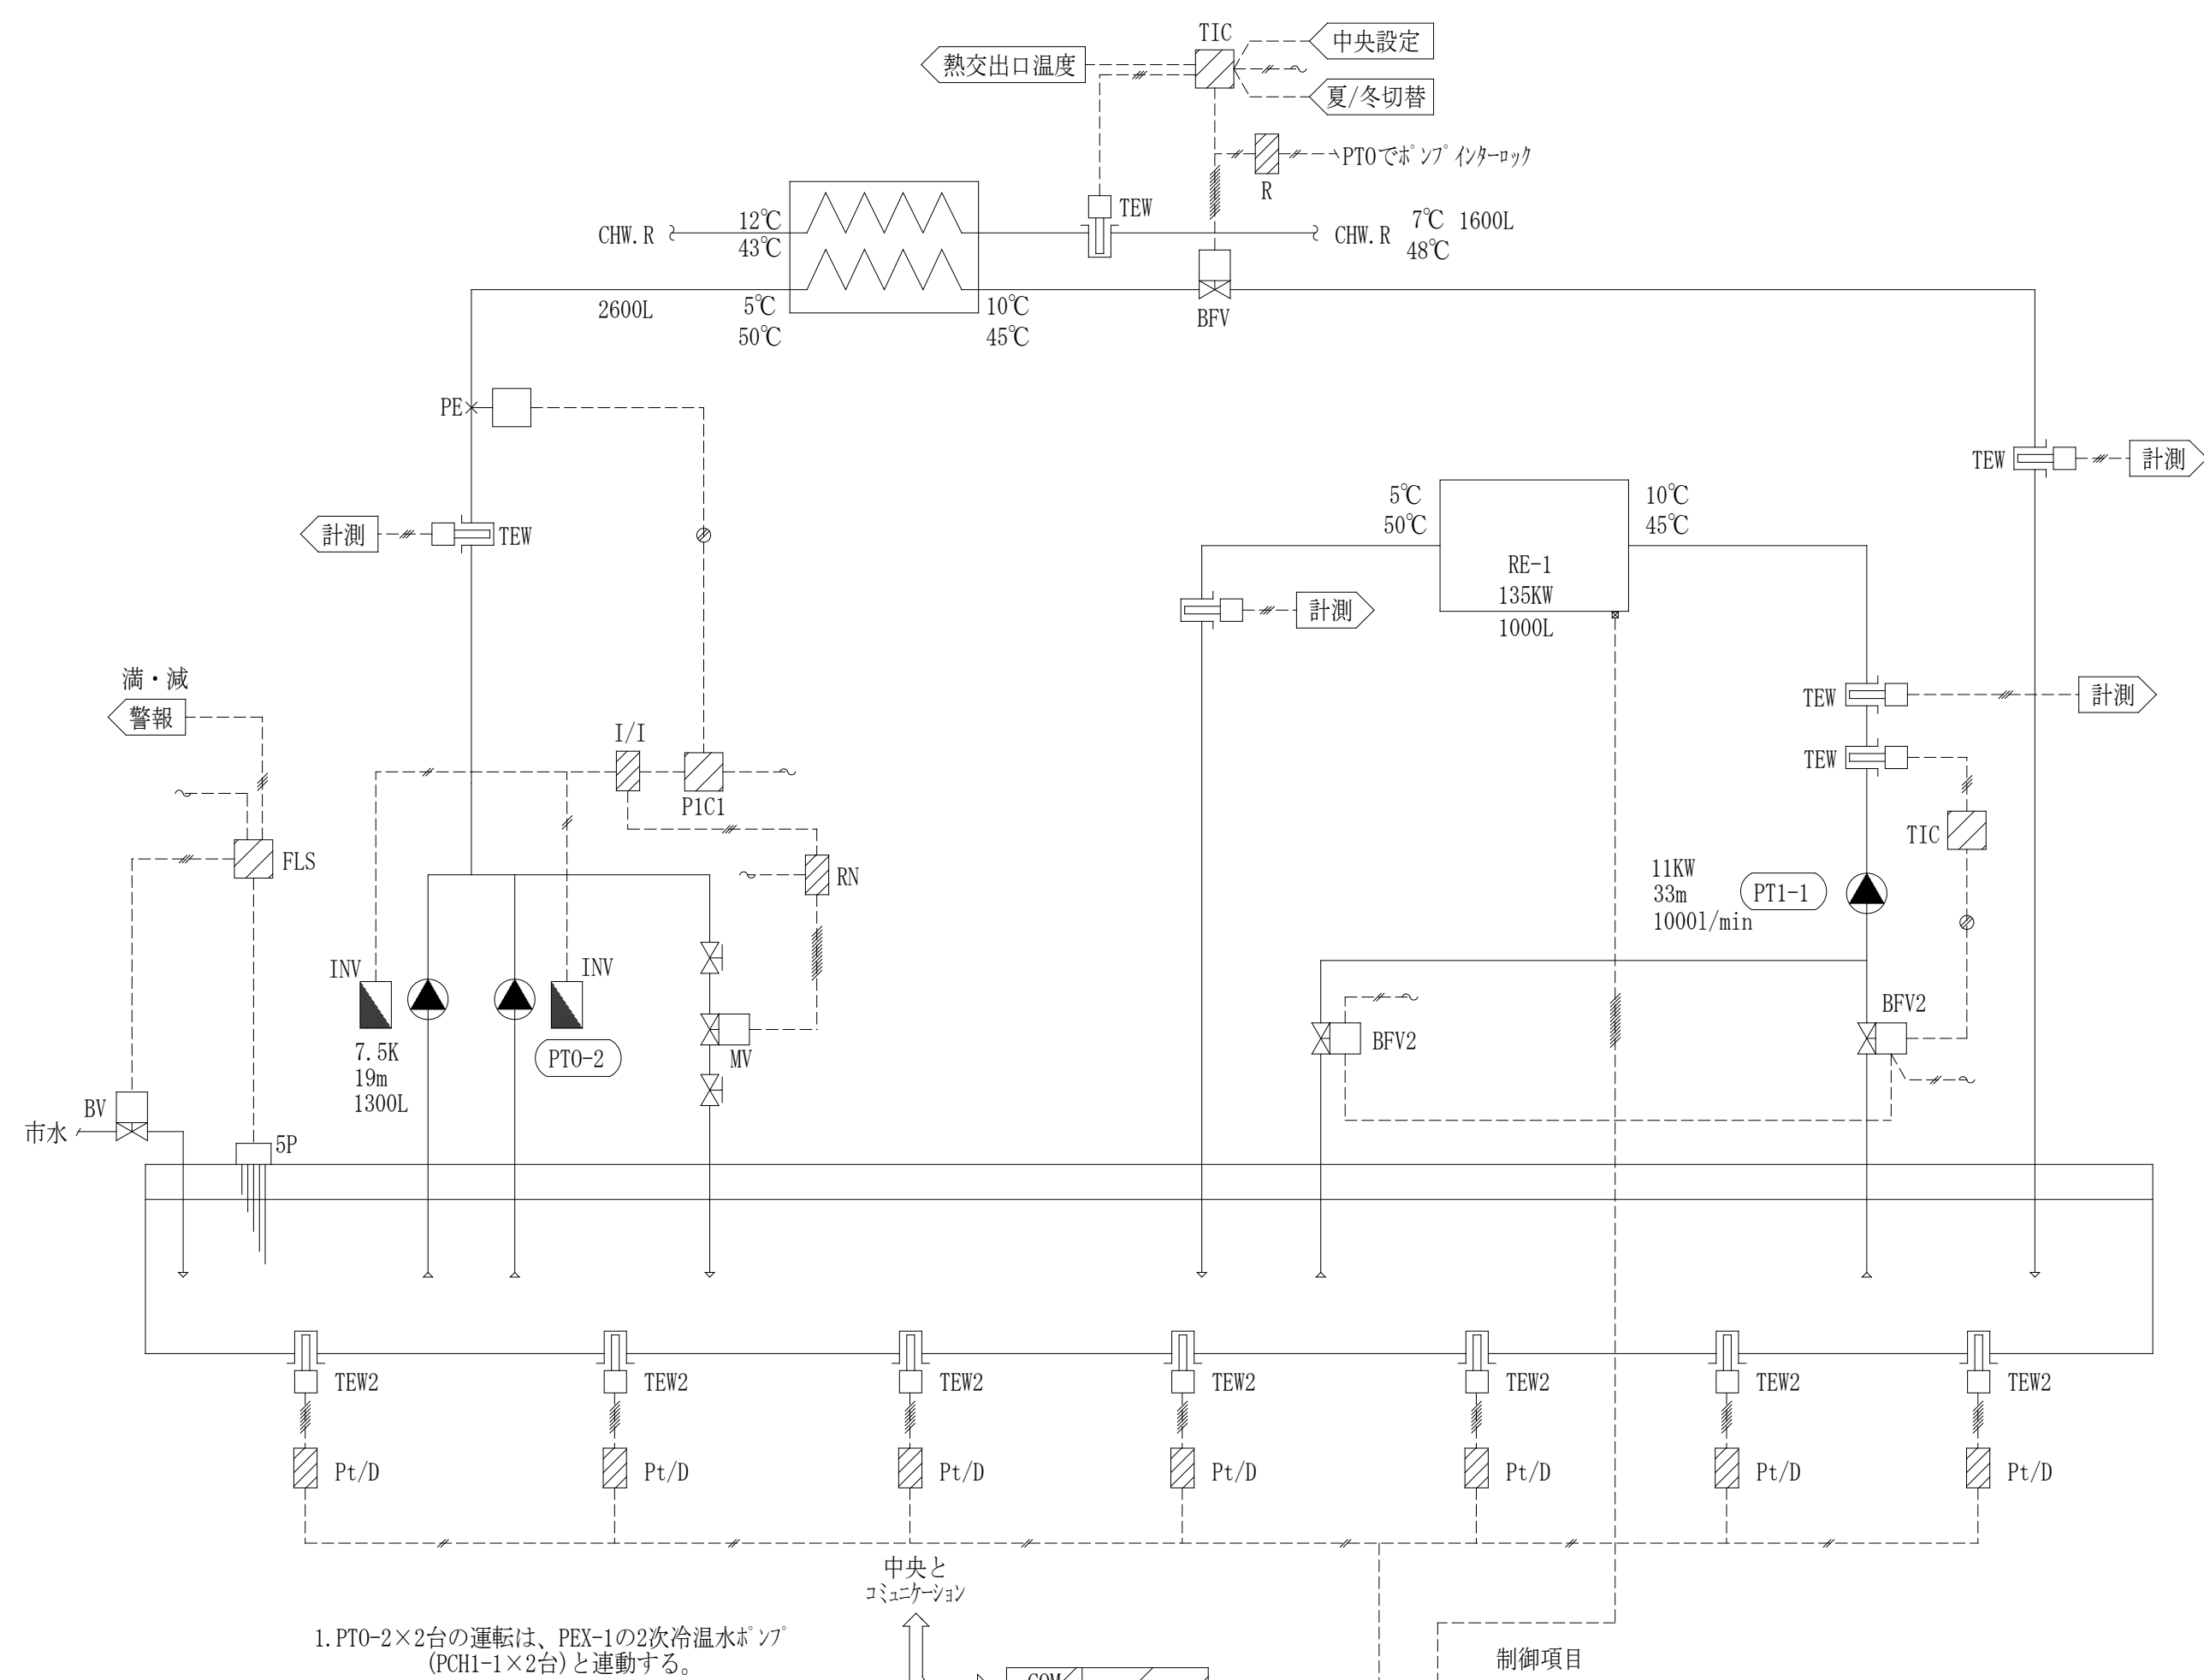 TIC
中央設定
熱交出口温度
夏/冬切替
PTOでﾎﾟﾝﾌﾟｲﾝﾀｰﾛｯｸ
R
TEW
CHW.R
12℃
43℃
CHW.R
7℃ 1600L
48℃
2600L
5℃
50℃
10℃
45℃
BFV
PE
TEW
計測
計測
TEW
5℃
50℃
10℃
45℃
RE-1
135KW
1000L
計測
TEW
計測
TEW
TIC
満・減
警報
I/I
P1C1
FLS
RN
11KW
33m
1000l/min
PT1-1
INV
INV
7.5K
19m
1300L
PTO-2
MV
BFV2
BFV2
BV
市水
5P
TEW2
TEW2
TEW2
TEW2
TEW2
TEW2
TEW2
Pt/D
Pt/D
Pt/D
Pt/D
Pt/D
Pt/D
Pt/D
中央と
ｺﾐｭﾆｹｰｼｮﾝ
1.PTO-2×2台の運転は、PEX-1の2次冷温水ﾎﾟﾝﾌﾟ
(PCH1-1×2台)と連動する。
制御項目
COM